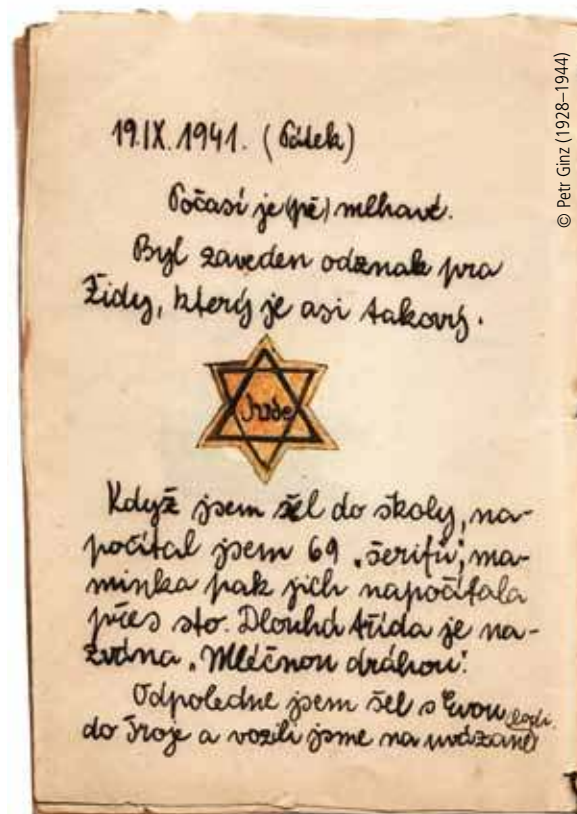 19.IX.1941. (Pátek)
Počasí je (pě) mlhavé.
Byl zaveden odznak pro
Židy, který je asi takový.
Jude
Když jsem šel do školy, na-
počítal jsem 69 „šerifů“, ma-
minka pak jich napočítala
přes sto. Dlouhá třída je na-
zvána „Mléčnou dráhou“.
Odpoledne jsem šel s Evou
do Troje a vozili jsme na uvázané
© Petr Ginz (1928–1944)